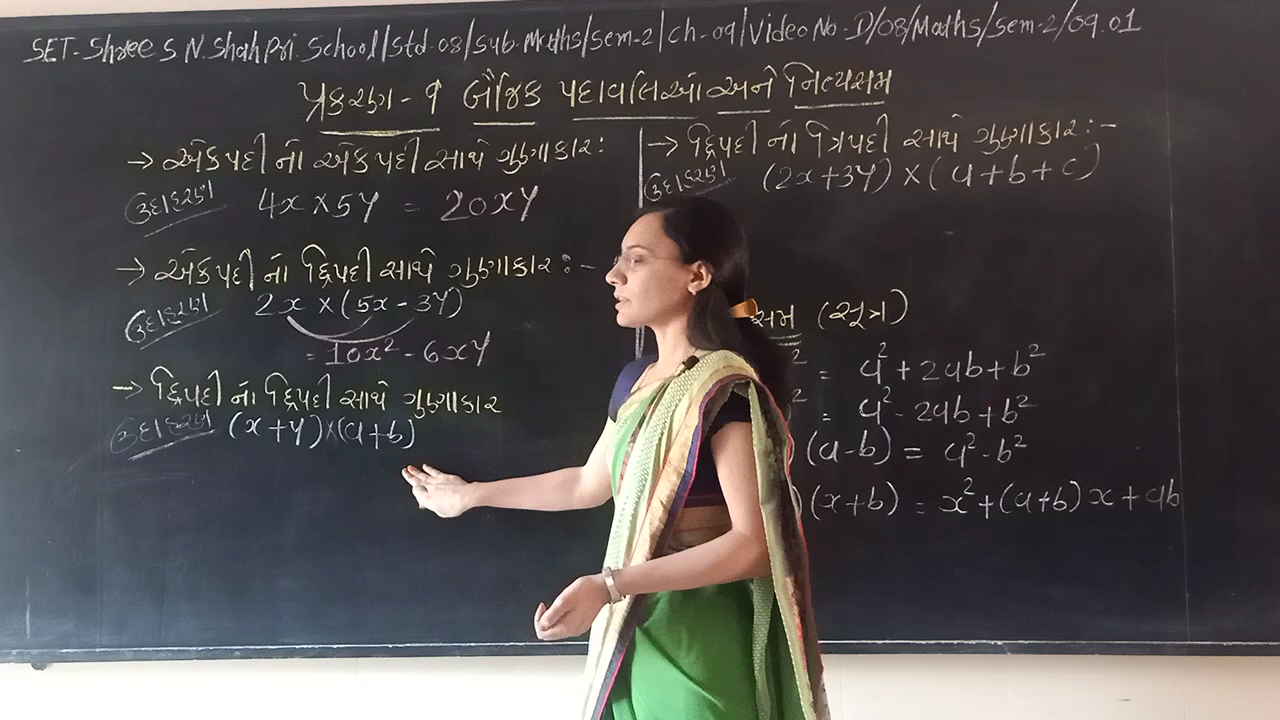 SET-Shree S.N.Shah Pri. School/Std-08/Sub-Maths/Sem-2/Ch-09/Video No-D/08/Maths/Sem-2/09.01
પ્રકરણ-૧ બૈજિક પદાવલિઓ અને નિત્યસમ
→ એકપદી ના એકપદી સાથે ગુણાકાર:
ઉદાહરણ 4x×5y = 20xy
→ એકપદી ના દ્વિપદી સાથે ગુણાકાર:-
ઉદાહરણ 2x×(5x-3y)
=10x²-6xy
→ દ્વિપદી ના દ્વિપદી સાથે ગુણાકાર
ઉદાહરણ (x+y)×(a+b)
→ દ્વિપદી ના ત્રિપદી સાથે ગુણાકાર:-
ઉદાહરણ (2x+3y)×(a+b+c)
સમ (સૂત્ર)
² = a²+2ab+b²
² = a²-2ab+b²
(a-b) = a²-b²
)(x+b) = x²+(a+b)x+ab